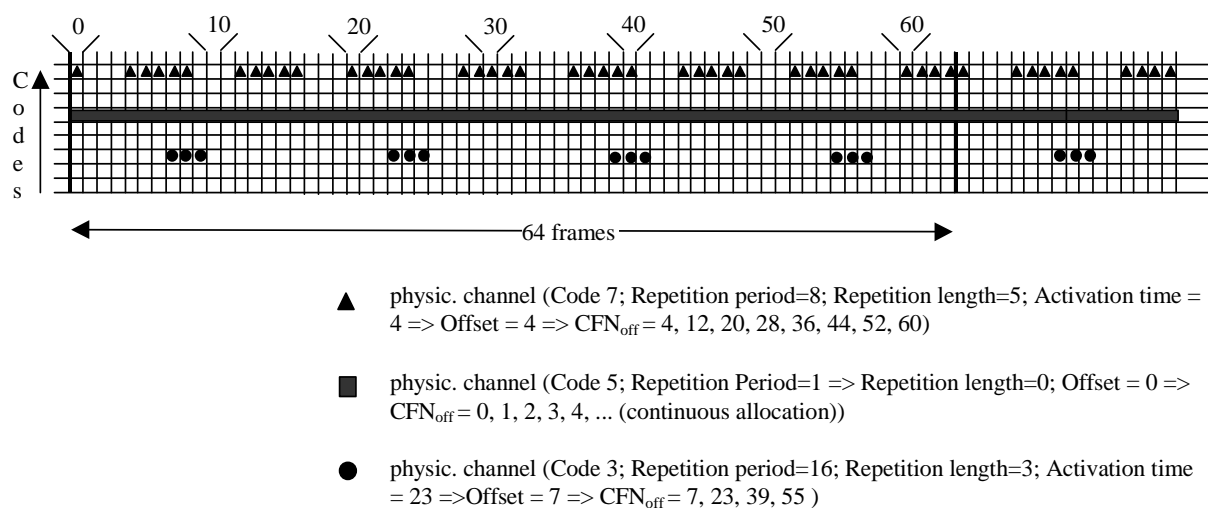 0 10 20 30 40 50 60
C
o
d
e
s
64 frames
physic. channel (Code 7; Repetition period=8; Repetition length=5; Activation time =
4 => Offset = 4 => CFNoff = 4, 12, 20, 28, 36, 44, 52, 60)
physic. channel (Code 5; Repetition Period=1 => Repetition length=0; Offset = 0 =>
CFNoff = 0, 1, 2, 3, 4, ... (continuous allocation))
physic. channel (Code 3; Repetition period=16; Repetition length=3; Activation time
= 23 =>Offset = 7 => CFNoff = 7, 23, 39, 55 )